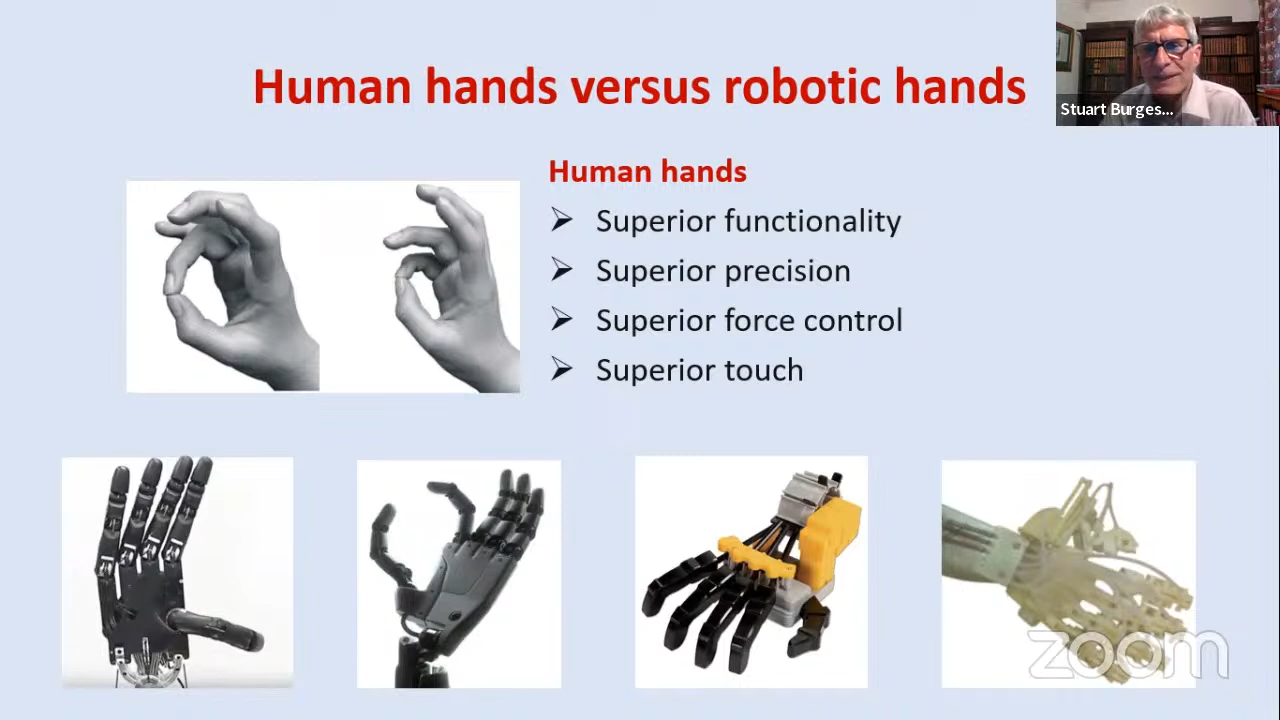 Human hands versus robotic hands
Stuart Burges...
Human hands
Superior functionality
Superior precision
Superior force control
Superior touch
zoom